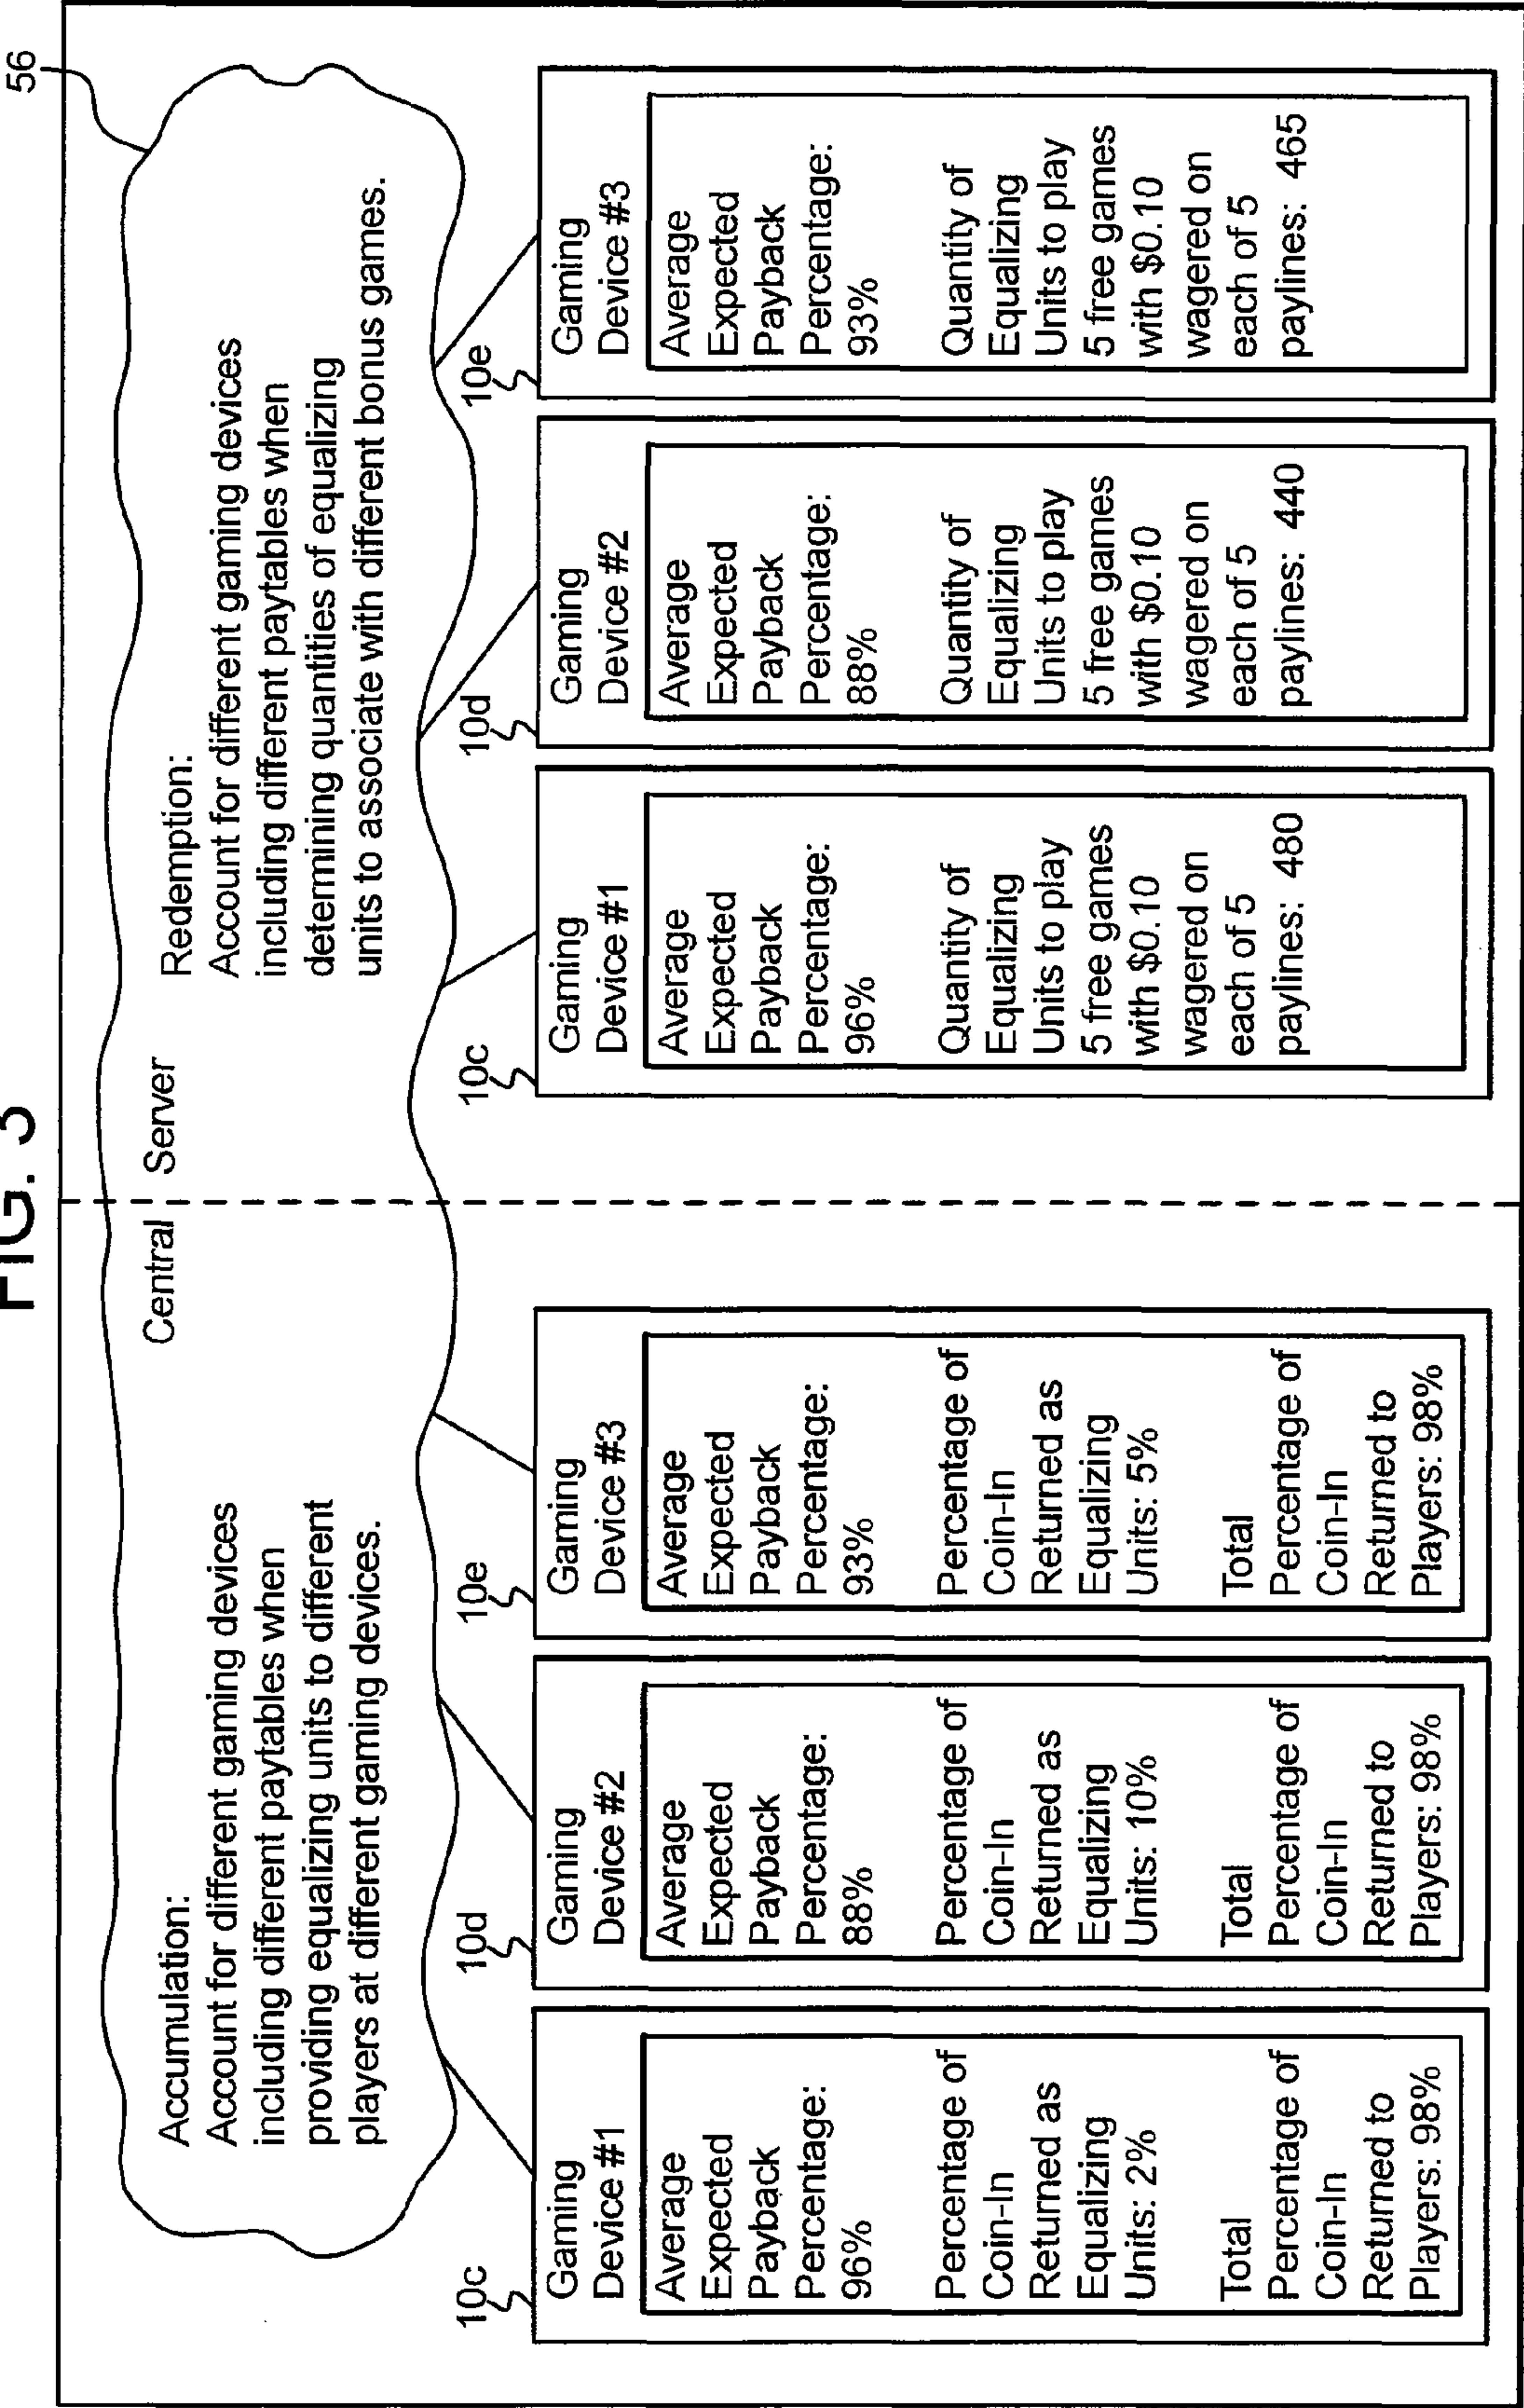 FIG. 3
56
Central Server
Accumulation:
Account for different gaming devices
including different paytables when
providing equalizing units to different
players at different gaming devices.
Redemption:
Account for different gaming devices
including different paytables when
determining quantities of equalizing
units to associate with different bonus games.
10c
Gaming
Device #1
Average
Expected
Payback
Percentage:
96%
Percentage of
Coin-In
Returned as
Equalizing
Units: 2%
Total
Percentage of
Coin-In
Returned to
Players: 98%
10d
Gaming
Device #2
Average
Expected
Payback
Percentage:
88%
Percentage of
Coin-In
Returned as
Equalizing
Units: 10%
Total
Percentage of
Coin-In
Returned to
Players: 98%
10e
Gaming
Device #3
Average
Expected
Payback
Percentage:
93%
Percentage of
Coin-In
Returned as
Equalizing
Units: 5%
Total
Percentage of
Coin-In
Returned to
Players: 98%
10c
Gaming
Device #1
Average
Expected
Payback
Percentage:
96%
Quantity of
Equalizing
Units to play
5 free games
with $0.10
wagered on
each of 5
paylines: 480
10d
Gaming
Device #2
Average
Expected
Payback
Percentage:
88%
Quantity of
Equalizing
Units to play
5 free games
with $0.10
wagered on
each of 5
paylines: 440
10e
Gaming
Device #3
Average
Expected
Payback
Percentage:
93%
Quantity of
Equalizing
Units to play
5 free games
with $0.10
wagered on
each of 5
paylines: 465